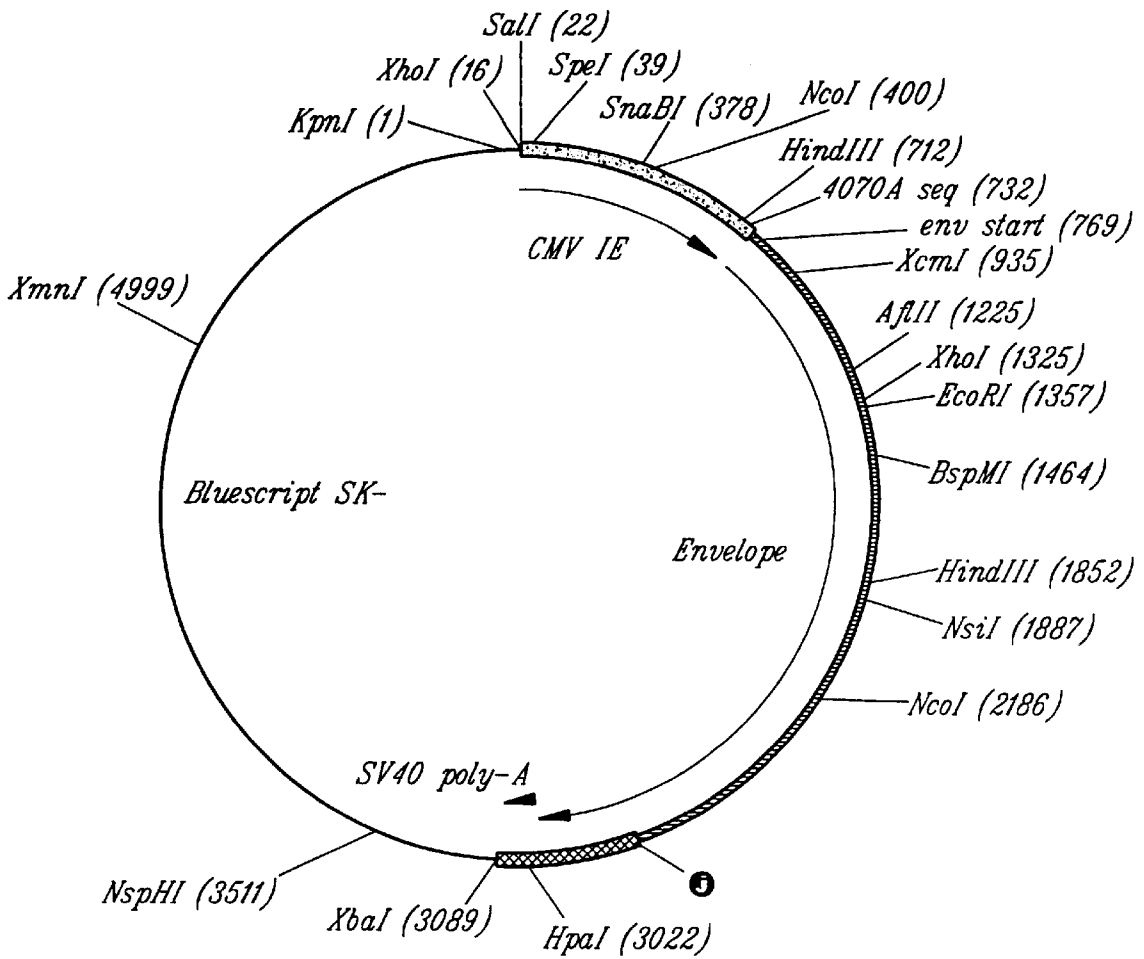 SalI (22)
XhoI (16)
SpeI (39)
KpnI (1)
SnaBI (378)
NcoI (400)
HindIII (712)
4070A seq (732)
env start (769)
CMV IE
XcmI (935)
XmnI (4999)
AflII (1225)
XhoI (1325)
EcoRI (1357)
BspMI (1464)
Bluescript SK-
Envelope
HindIII (1852)
NsiI (1887)
NcoI (2186)
SV40 poly-A
J
NspHI (3511)
XbaI (3089)
HpaI (3022)